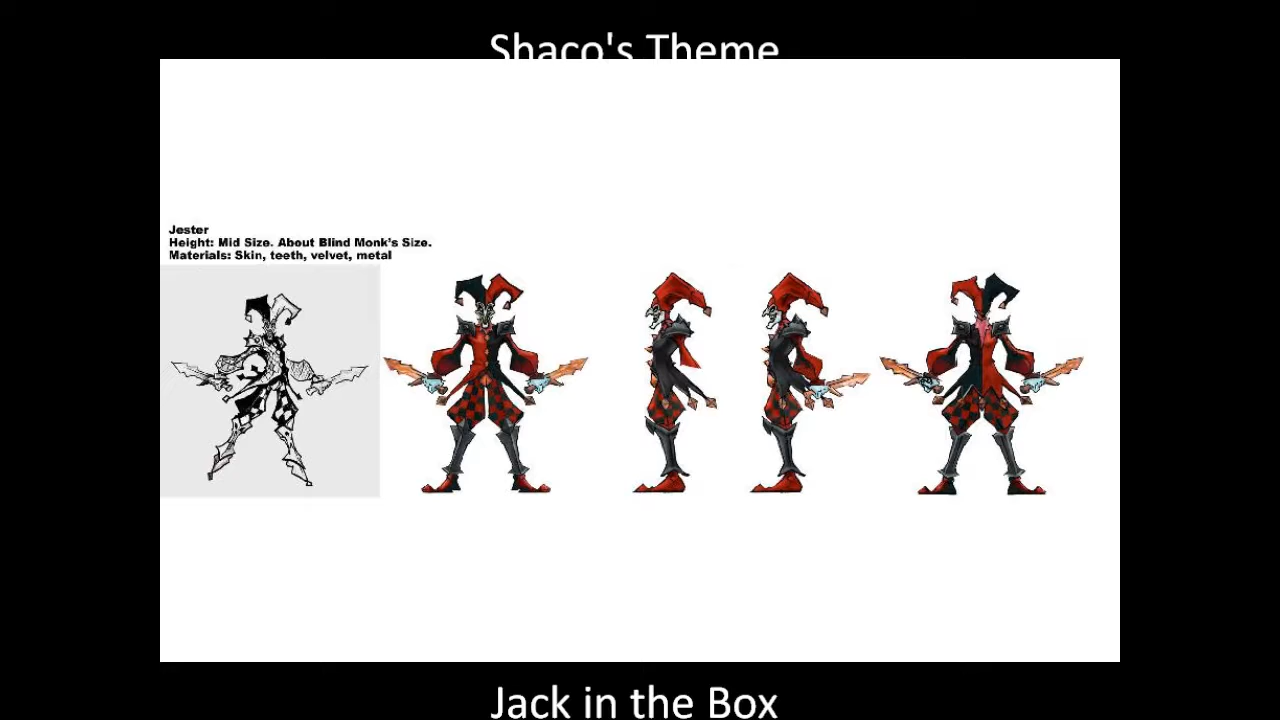 Shaco's Theme
Jester
Height: Mid Size. About Blind Monk's Size.
Materials: Skin, teeth, velvet, metal
Jack in the Box